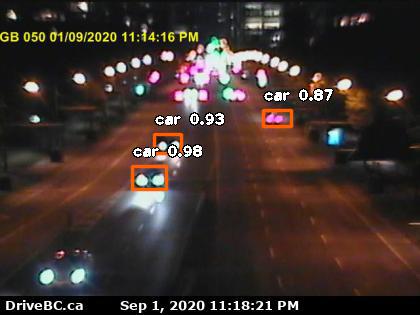 GB 050 01/09/2020 11:14:16 PM
car 0.87
car 0.93
car 0.98
DriveBC.ca Sep 1, 2020 11:18:21 PM